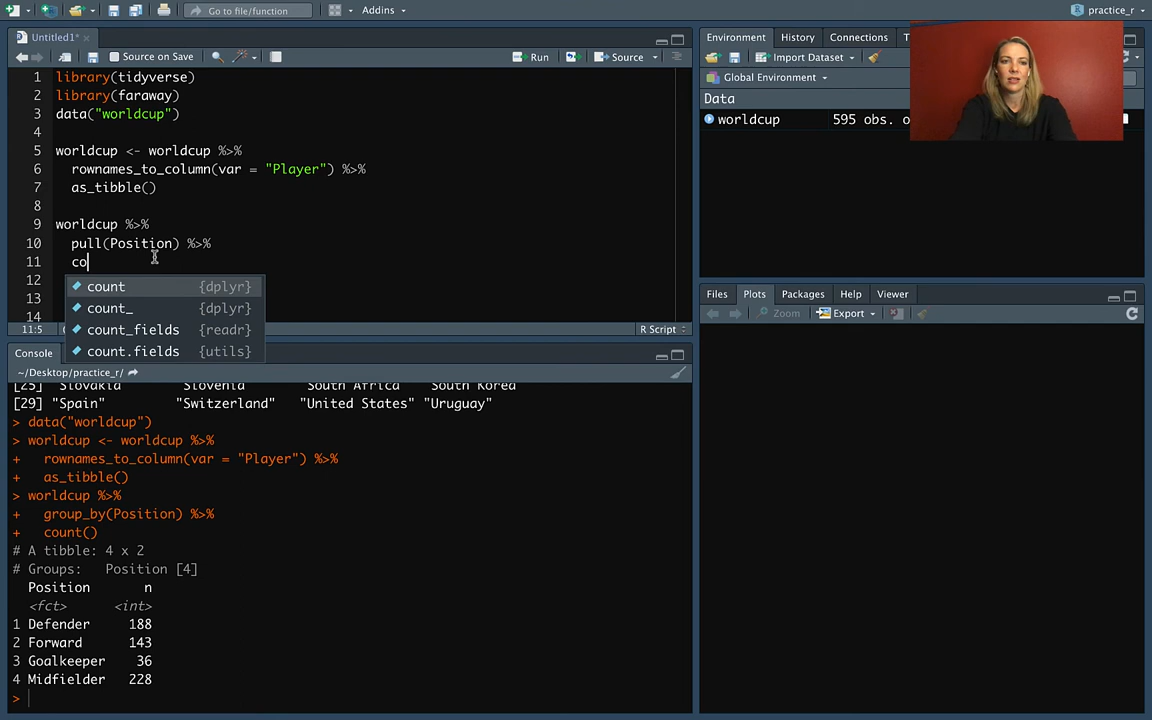 Go to file/function
Addins
practice_r
Untitled1*
Source on Save
Run
Source
1 library(tidyverse)
2 library(faraway)
3 data("worldcup")
4
5 worldcup <- worldcup %>%
6 rownames_to_column(var = "Player") %>%
7 as_tibble()
8
9 worldcup %>%
10 pull(Position) %>%
11 co
12
13
14
count {dplyr}
count_ {dplyr}
count_fields {readr}
count.fields {utils}
11:5
R Script
Console
~/Desktop/practice_r/
[25] "Slovakia" "Slovenia" "South Africa" "South Korea"
[29] "Spain" "Switzerland" "United States" "Uruguay"
> data("worldcup")
> worldcup <- worldcup %>%
+ rownames_to_column(var = "Player") %>%
+ as_tibble()
> worldcup %>%
+ group_by(Position) %>%
+ count()
# A tibble: 4 x 2
# Groups: Position [4]
Position n
<fct> <int>
1 Defender 188
2 Forward 143
3 Goalkeeper 36
4 Midfielder 228
>
Environment
History
Connections
T
Import Dataset
Global Environment
Data
worldcup 595 obs. o
Files
Plots
Packages
Help
Viewer
Zoom
Export